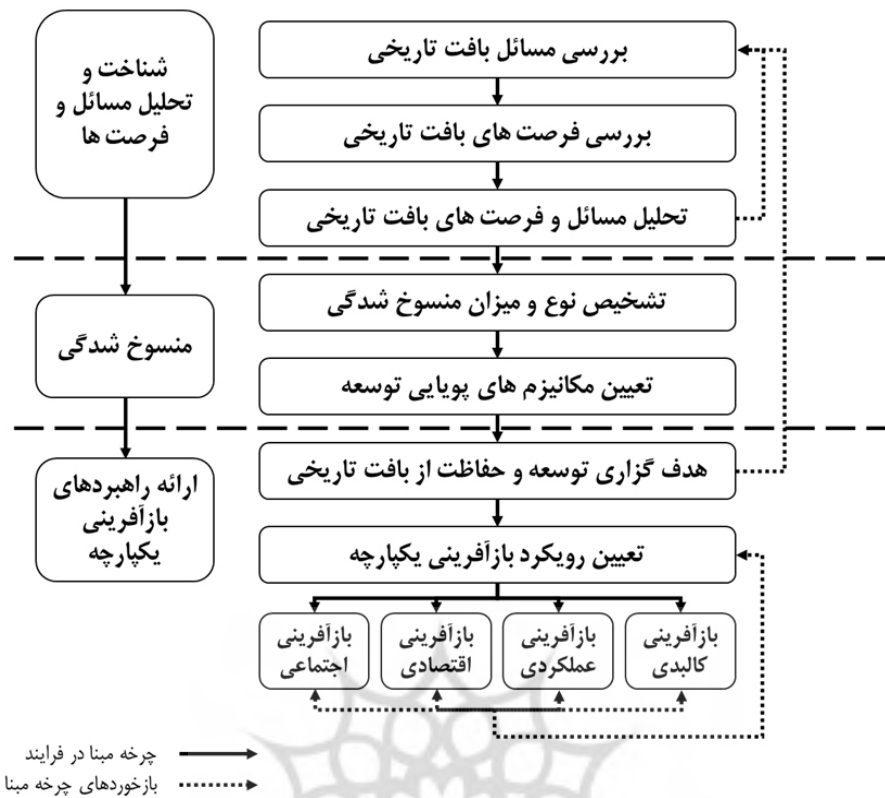 شناخت و
تحلیل مسائل و
فرصت ها
منسوخ شدگی
ارائه راهبردهای
بازآفرینی
یکپارچه
بررسی مسائل بافت تاریخی
بررسی فرصت های بافت تاریخی
تحلیل مسائل و فرصت های بافت تاریخی
تشخیص نوع و میزان منسوخ شدگی
تعیین مکانیزم های پویایی توسعه
هدف گزاری توسعه و حفاظت از بافت تاریخی
تعیین رویکرد بازآفرینی یکپارچه
بازآفرینی
کالبدی
بازآفرینی
عملکردی
بازآفرینی
اقتصادی
بازآفرینی
اجتماعی
چرخه مبنا در فرایند
بازخوردهای چرخه مبنا